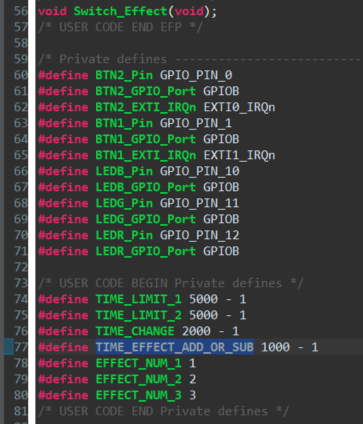 56 void Switch_Effect(void);
57 /* USER CODE END EFP */
58
59 /* Private defines --------------------------
60 #define BTN2_Pin GPIO_PIN_0
61 #define BTN2_GPIO_Port GPIOB
62 #define BTN2_EXTI_IRQn EXTI0_IRQn
63 #define BTN1_Pin GPIO_PIN_1
64 #define BTN1_GPIO_Port GPIOB
65 #define BTN1_EXTI_IRQn EXTI1_IRQn
66 #define LEDB_Pin GPIO_PIN_10
67 #define LEDB_GPIO_Port GPIOB
68 #define LEDG_Pin GPIO_PIN_11
69 #define LEDG_GPIO_Port GPIOB
70 #define LEDR_Pin GPIO_PIN_12
71 #define LEDR_GPIO_Port GPIOB
72
73 /* USER CODE BEGIN Private defines */
74 #define TIME_LIMIT_1 5000 - 1
75 #define TIME_LIMIT_2 5000 - 1
76 #define TIME_CHANGE 2000 - 1
77 #define TIME_EFFECT_ADD_OR_SUB 1000 - 1
78 #define EFFECT_NUM_1 1
79 #define EFFECT_NUM_2 2
80 #define EFFECT_NUM_3 3
81 /* USER CODE END Private defines */